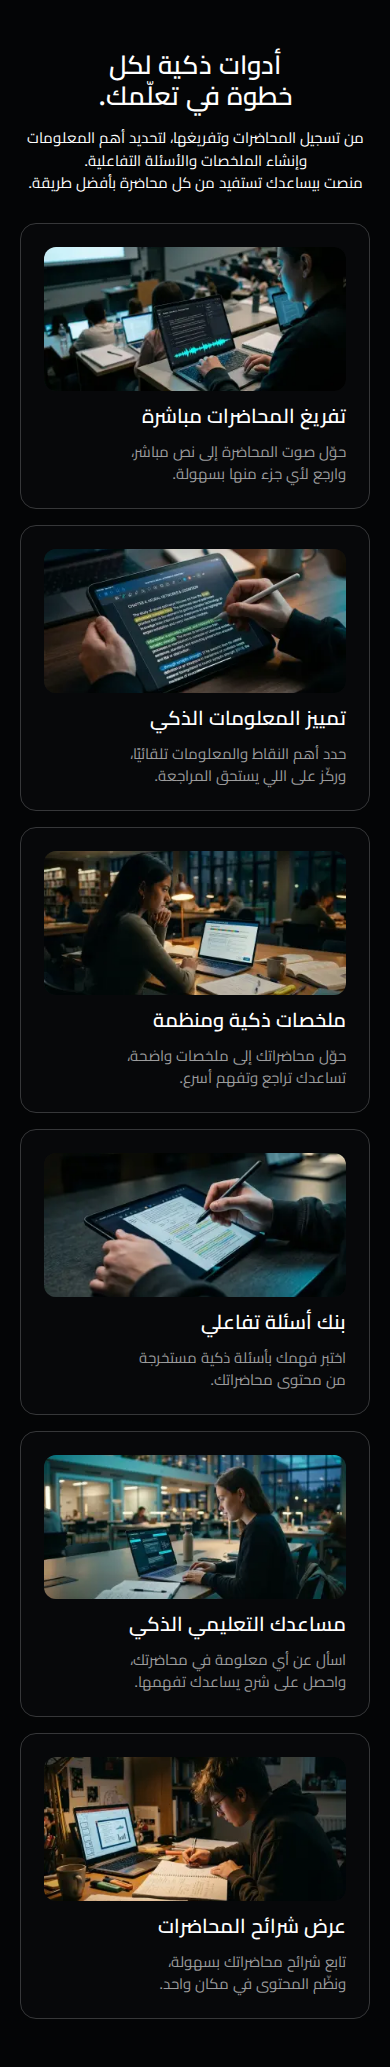 أدوات ذكية لكل
خطوة في تعلّمك.
من تسجيل المحاضرات وتفريغها، لتحديد أهم المعلومات
وإنشاء الملخصات والأسئلة التفاعلية.
منصت بيساعدك تستفيد من كل محاضرة بأفضل طريقة.
تفريغ المحاضرات مباشرة
حوّل صوت المحاضرة إلى نص مباشر،
وارجع لأي جزء منها بسهولة.
تمييز المعلومات الذكي
حدد أهم النقاط والمعلومات تلقائيًا،
وركّز على اللي يستحق المراجعة.
ملخصات ذكية ومنظمة
حوّل محاضراتك إلى ملخصات واضحة،
تساعدك تراجع وتفهم أسرع.
بنك أسئلة تفاعلي
اختبر فهمك بأسئلة ذكية مستخرجة
من محتوى محاضراتك.
مساعدك التعليمي الذكي
اسأل عن أي معلومة في محاضرتك،
واحصل على شرح يساعدك تفهمها.
عرض شرائح المحاضرات
تابع شرائح محاضراتك بسهولة،
ونظّم المحتوى في مكان واحد.